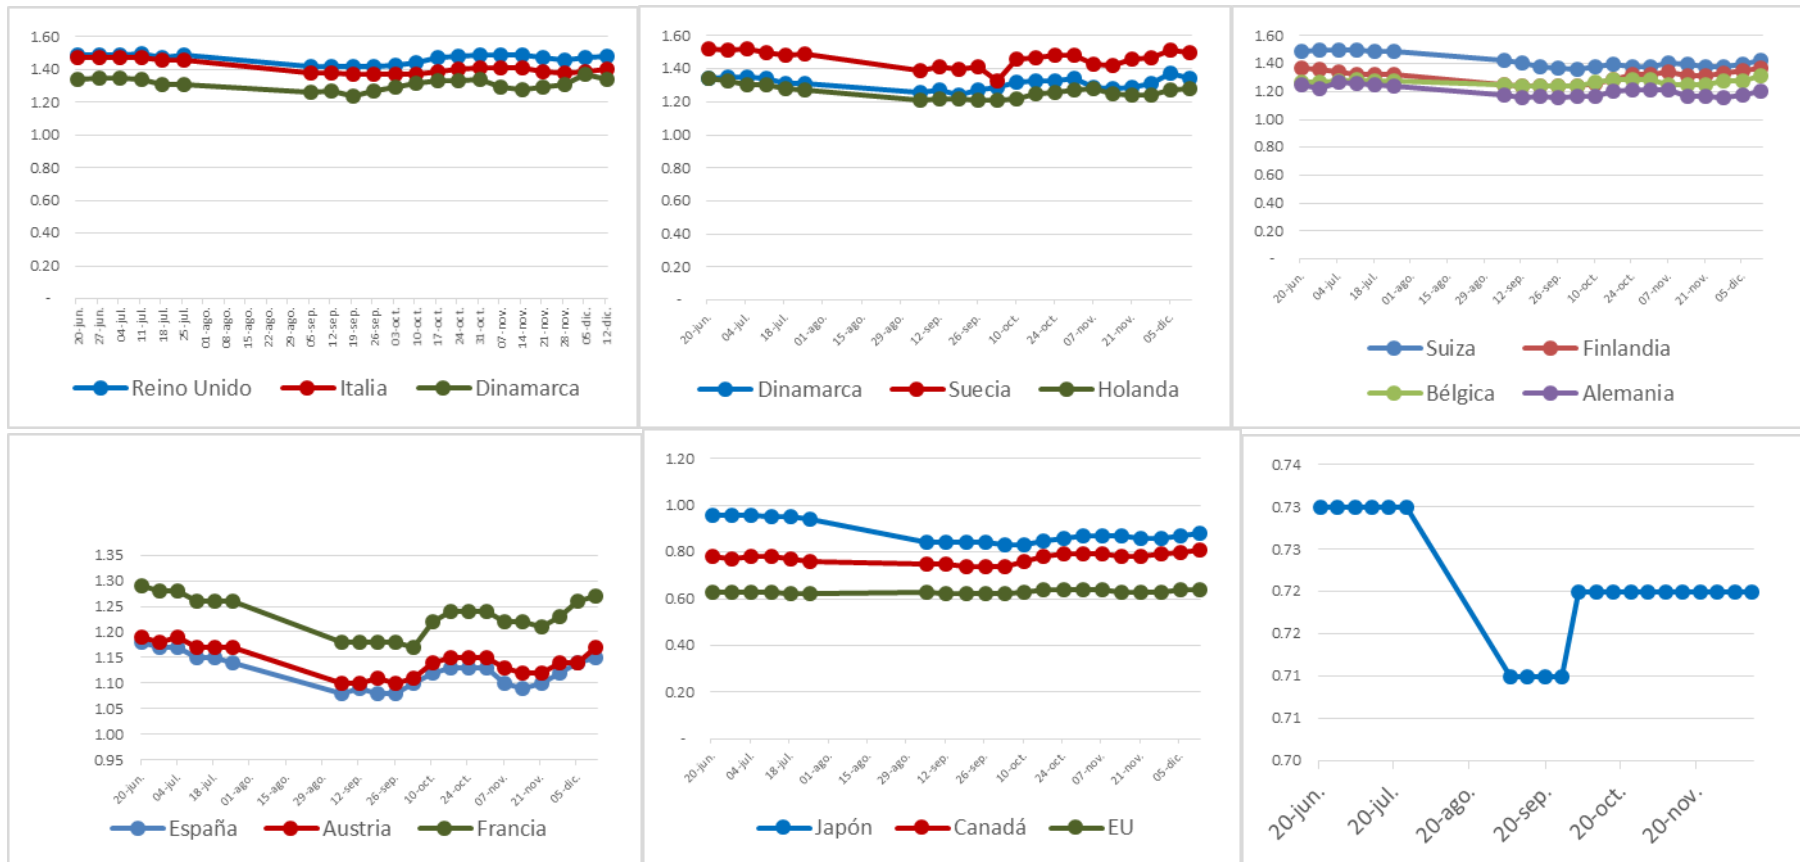 1.60
1.40
1.20
1.00
0.80
0.60
0.40
0.20
-
20-jun.
27-jun.
04-jul.
11-jul.
18-jul.
25-jul.
01-ago.
08-ago.
15-ago.
22-ago.
29-ago.
05-sep.
12-sep.
19-sep.
26-sep.
03-oct.
10-oct.
17-oct.
24-oct.
31-oct.
07-nov.
14-nov.
21-nov.
28-nov.
05-dic.
12-dic.
Reino Unido Italia Dinamarca
1.60
1.40
1.20
1.00
0.80
0.60
0.40
0.20
-
20-jun.
04-jul.
18-jul.
01-ago.
15-ago.
29-ago.
12-sep.
26-sep.
10-oct.
24-oct.
07-nov.
21-nov.
05-dic.
Dinamarca Suecia Holanda
1.60
1.40
1.20
1.00
0.80
0.60
0.40
0.20
-
20-jun.
04-jul.
18-jul.
01-ago.
15-ago.
29-ago.
12-sep.
26-sep.
10-oct.
24-oct.
07-nov.
21-nov.
05-dic.
Suiza Finlandia
Bélgica Alemania
1.35
1.30
1.25
1.20
1.15
1.10
1.05
1.00
0.95
20-jun.
04-jul.
18-jul.
01-ago.
15-ago.
29-ago.
12-sep.
26-sep.
10-oct.
24-oct.
07-nov.
21-nov.
05-dic.
España Austria Francia
1.20
1.00
0.80
0.60
0.40
0.20
-
20-jun.
04-jul.
18-jul.
01-ago.
15-ago.
29-ago.
12-sep.
26-sep.
10-oct.
24-oct.
07-nov.
21-nov.
05-dic.
Japón Canadá EU
0.74
0.73
0.73
0.72
0.72
0.71
0.71
0.70
20-jun.
20-jul.
20-ago.
20-sep.
20-oct.
20-nov.